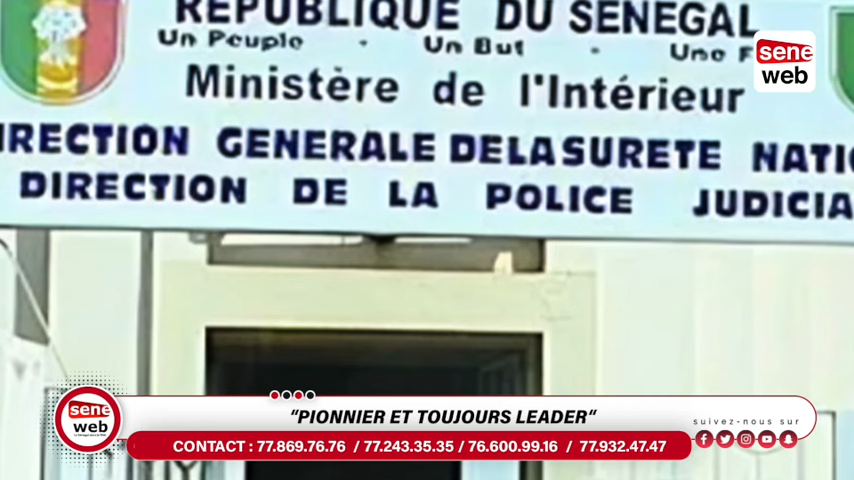 REPUBLIQUE DU SENEGAL
Un Peuple - Un But - Une F
Ministère de l'Intérieur
IRECTION GENERALE DELASURETE NATI
DIRECTION DE LA POLICE JUDICIA
sene
web
"PIONNIER ET TOUJOURS LEADER"
suivez-nous sur
sene
web
CONTACT : 77.869.76.76 / 77.243.35.35 / 76.600.99.16 / 77.932.47.47